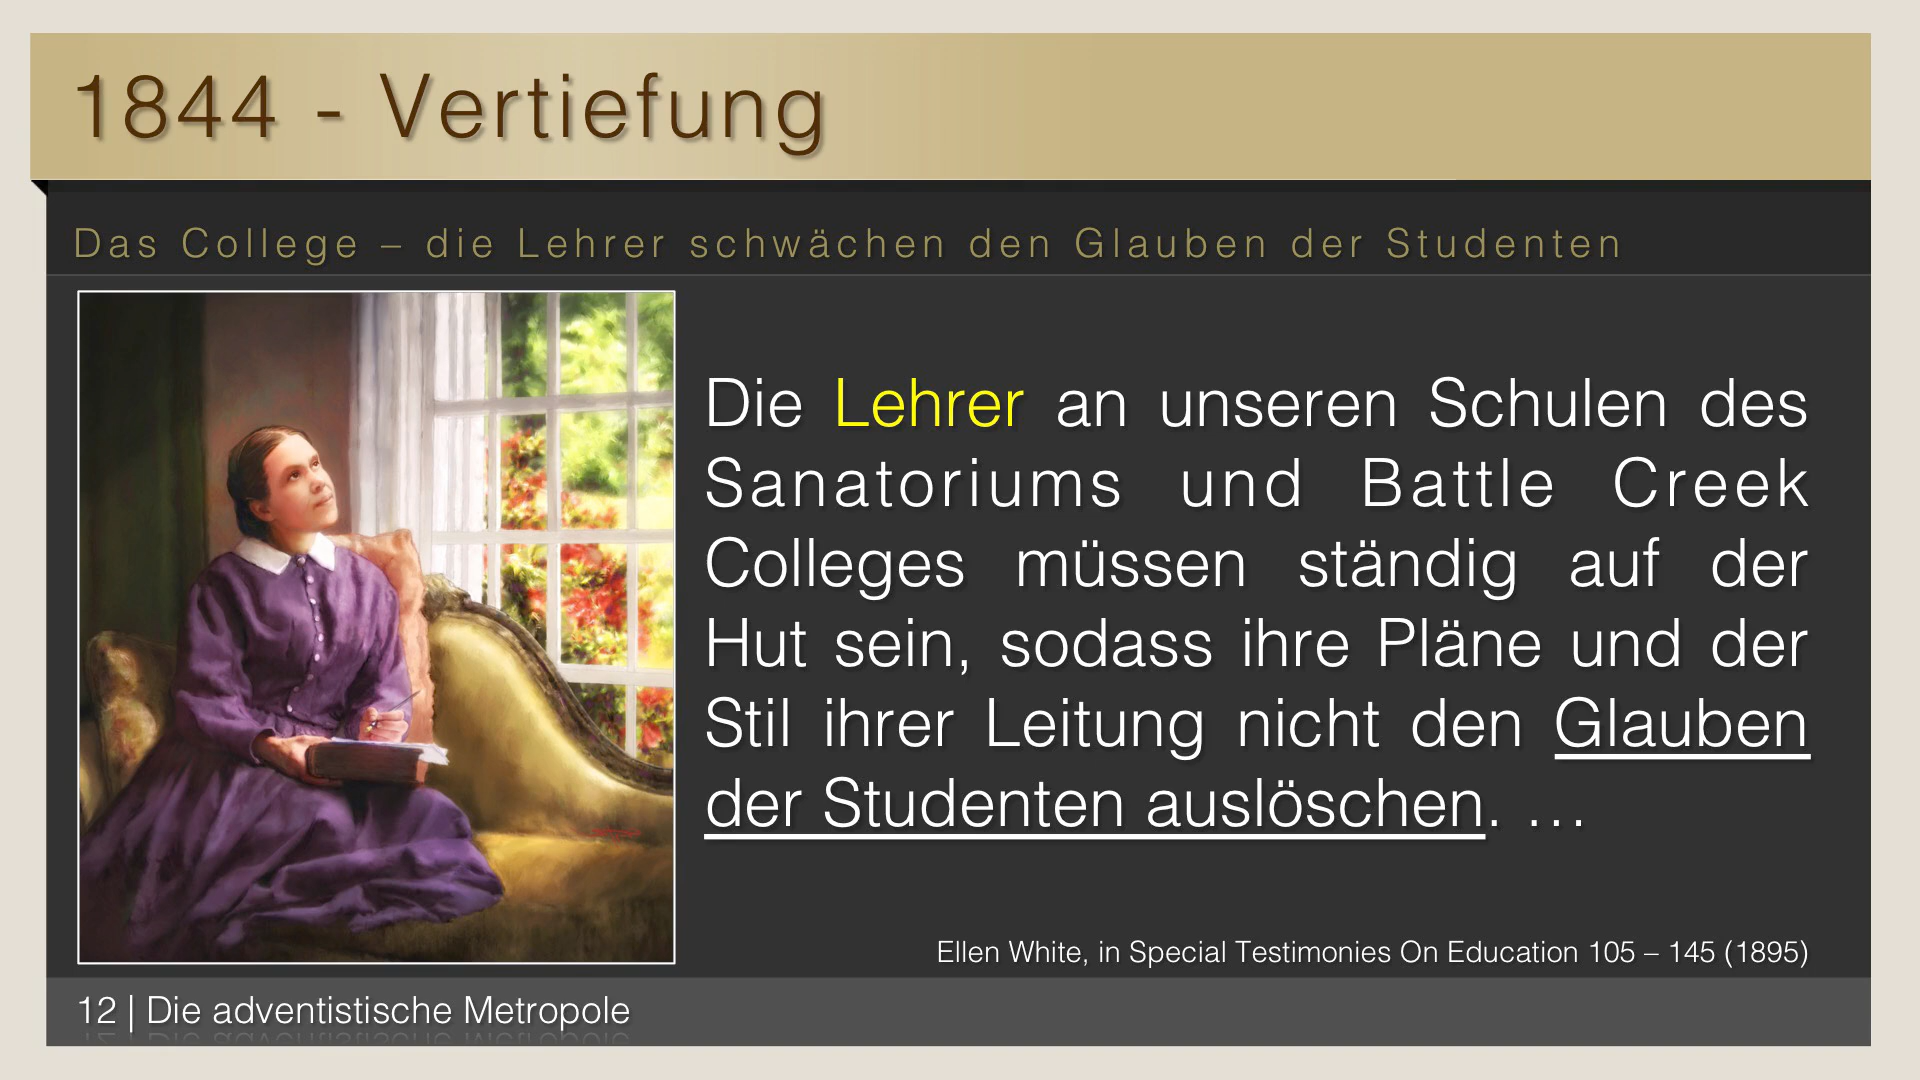 1844 - Vertiefung
Das College – die Lehrer schwächen den Glauben der Studenten
Die Lehrer an unseren Schulen des
Sanatoriums und Battle Creek
Colleges müssen ständig auf der
Hut sein, sodass ihre Pläne und der
Stil ihrer Leitung nicht den Glauben
der Studenten auslöschen. …
Ellen White, in Special Testimonies On Education 105 – 145 (1895)
12 | Die adventistische Metropole